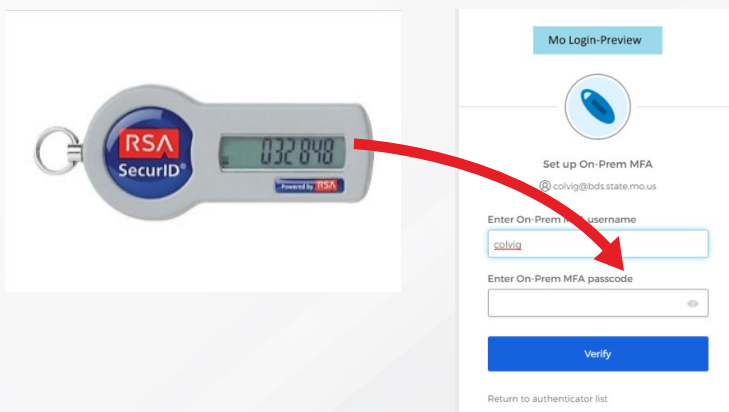 RSA
SecurID®
032848
Powered by RSA
Mo Login-Preview
Set up On-Prem MFA
colvig@bds.state.mo.us
Enter On-Prem MFA username
colvig
Enter On-Prem MFA passcode
Verify
Return to authenticator list